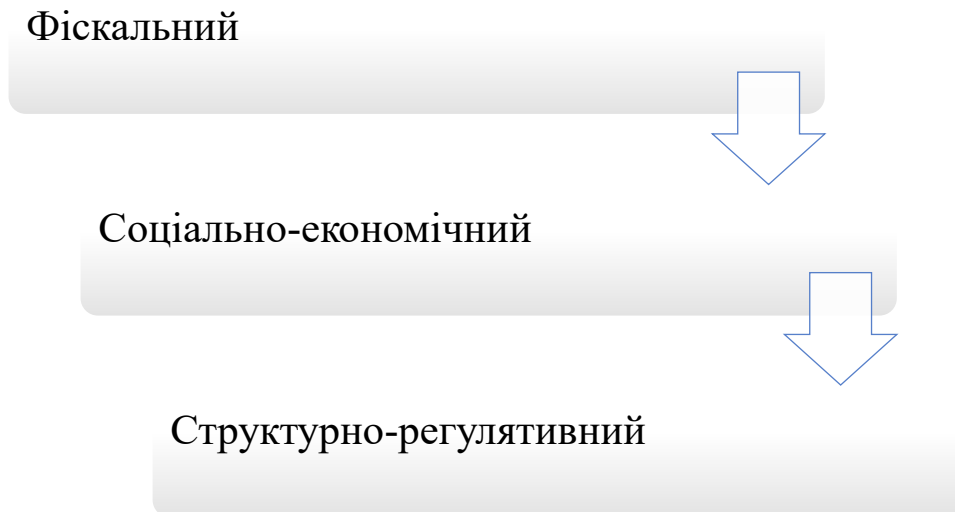 Фіскальний
Соціально-економічний
Структурно-регулятивний